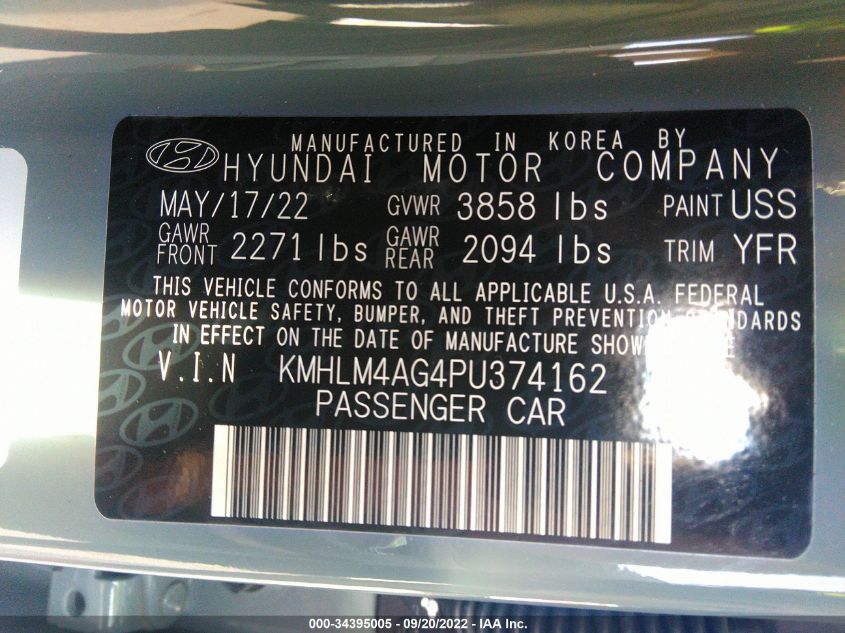 MANUFACTURED IN KOREA BY
HYUNDAI MOTOR COMPANY
MAY/17/22 GVWR 3858 lbs PAINT USS
GAWR FRONT 2271 lbs GAWR REAR 2094 lbs TRIM YFR
THIS VEHICLE CONFORMS TO ALL APPLICABLE U.S.A. FEDERAL
MOTOR VEHICLE SAFETY, BUMPER, AND THEFT PREVENTION STANDARDS
IN EFFECT ON THE DATE OF MANUFACTURE
V.I.N KMHLM4AG4PU374162
PASSENGER CAR
000-34395005 - 09/20/2022 - IAA Inc.